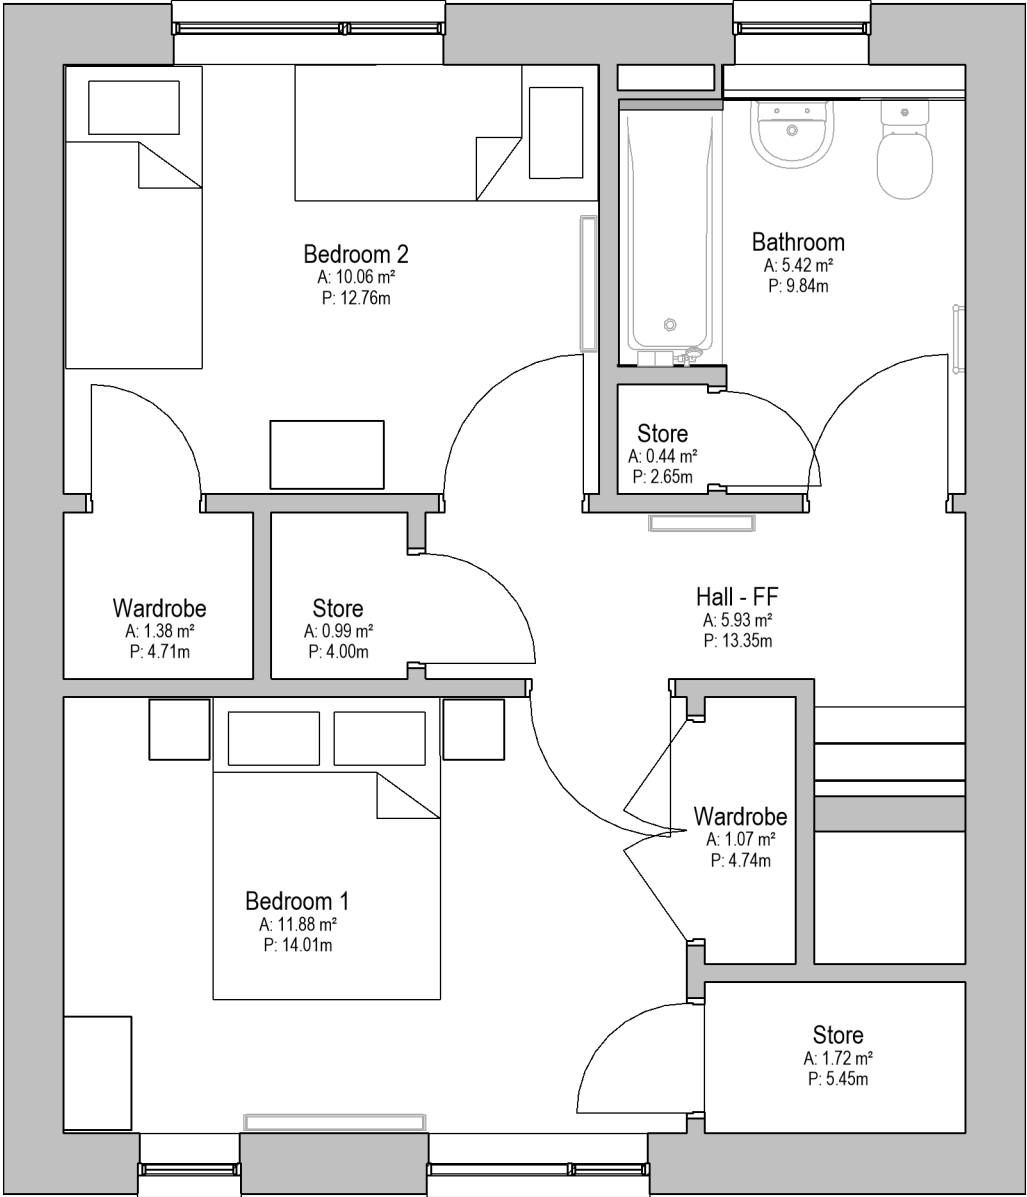 Bedroom 2
A: 10.06 m²
P: 12.76m
Bathroom
A: 5.42 m²
P: 9.84m
Store
A: 0.44 m²
P: 2.65m
Wardrobe
A: 1.38 m²
P: 4.71m
Store
A: 0.99 m²
P: 4.00m
Hall - FF
A: 5.93 m²
P: 13.35m
Wardrobe
A: 1.07 m²
P: 4.74m
Bedroom 1
A: 11.88 m²
P: 14.01m
Store
A: 1.72 m²
P: 5.45m